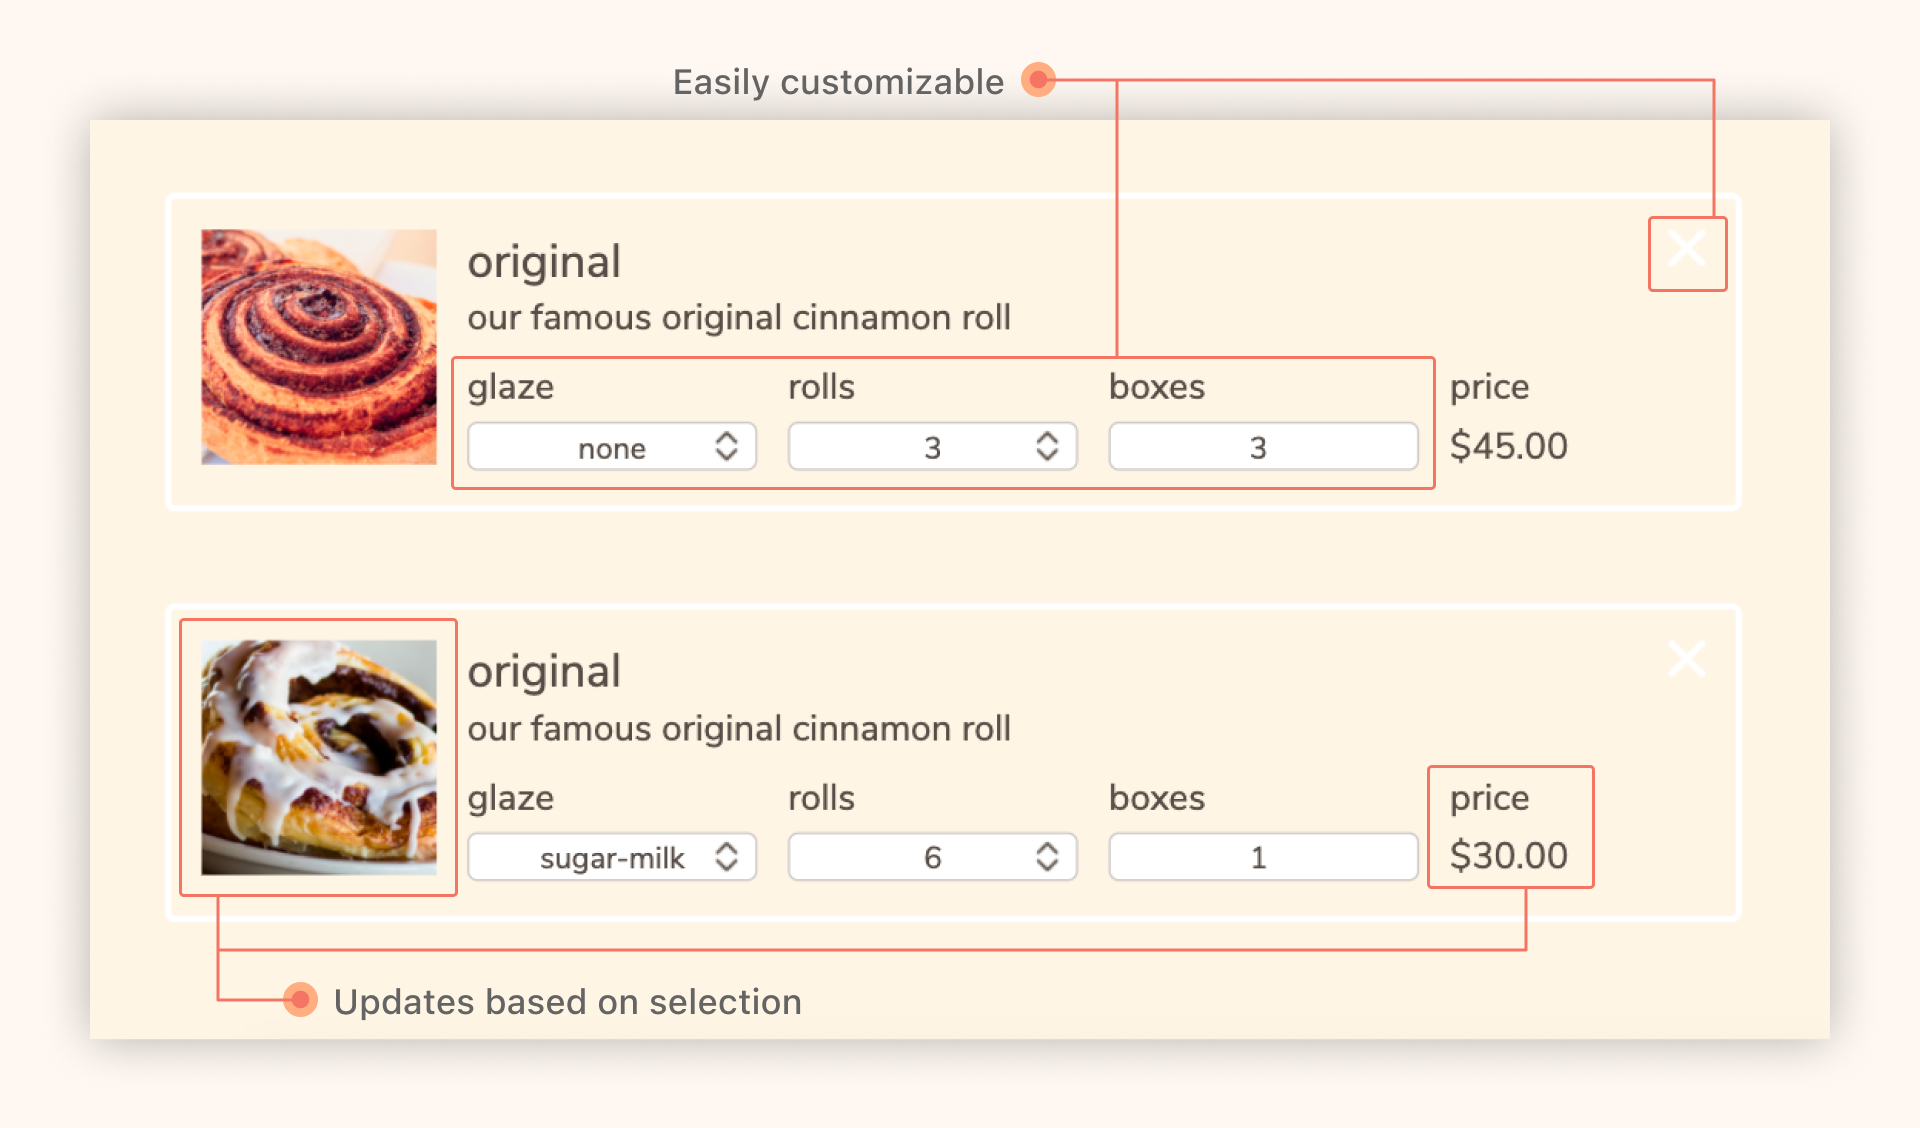 Easily customizable
original
our famous original cinnamon roll
glaze rolls boxes price
none 3 3 $45.00
original
our famous original cinnamon roll
glaze rolls boxes price
sugar-milk 6 1 $30.00
Updates based on selection